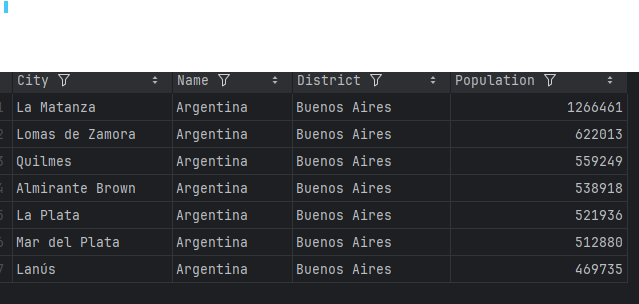 City Name District Population
1 La Matanza Argentina Buenos Aires 1266461
2 Lomas de Zamora Argentina Buenos Aires 622013
3 Quilmes Argentina Buenos Aires 559249
4 Almirante Brown Argentina Buenos Aires 538918
5 La Plata Argentina Buenos Aires 521936
6 Mar del Plata Argentina Buenos Aires 512880
7 Lanús Argentina Buenos Aires 469735